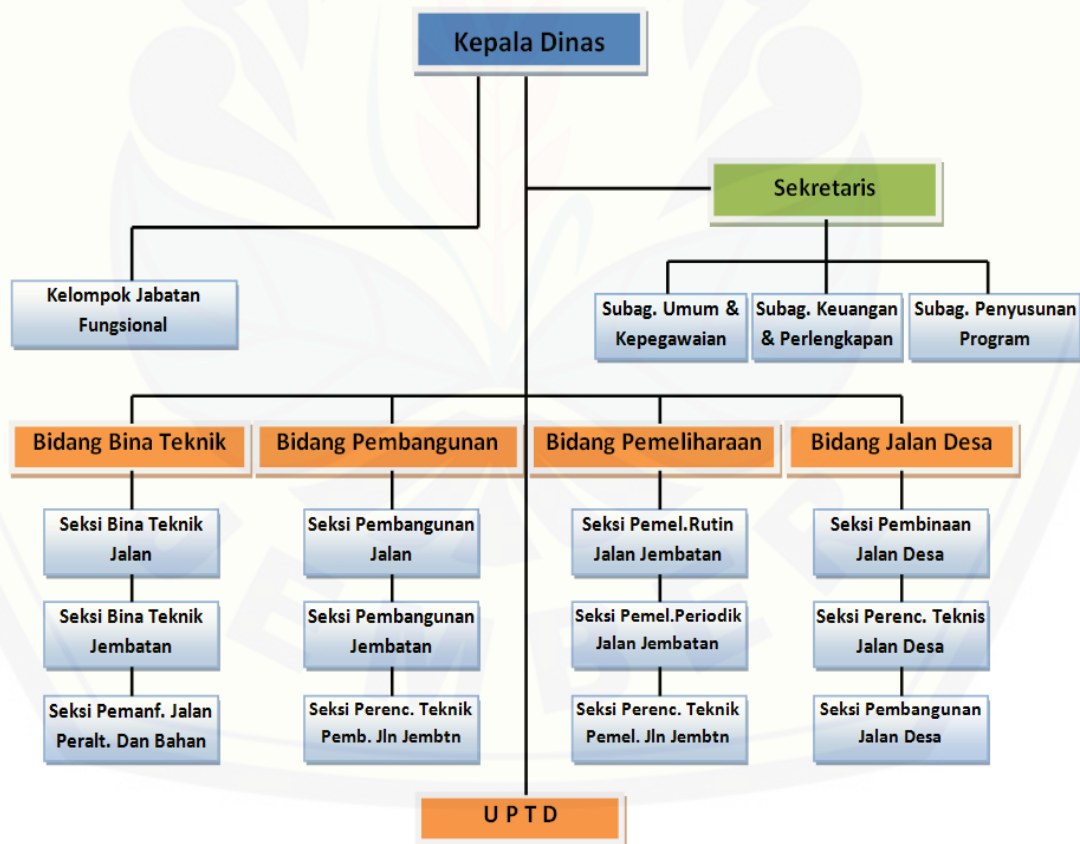 Kepala Dinas
Sekretaris
Kelompok Jabatan
Fungsional
Subag. Umum &
Kepegawaian
Subag. Keuangan
& Perlengkapan
Subag. Penyusunan
Program
Bidang Bina Teknik
Bidang Pembangunan
Bidang Pemeliharaan
Bidang Jalan Desa
Seksi Bina Teknik
Jalan
Seksi Pembangunan
Jalan
Seksi Pemel.Rutin
Jalan Jembatan
Seksi Pembinaan
Jalan Desa
Seksi Bina Teknik
Jembatan
Seksi Pembangunan
Jembatan
Seksi Pemel.Periodik
Jalan Jembatan
Seksi Perenc. Teknis
Jalan Desa
Seksi Pemanf. Jalan
Peralt. Dan Bahan
Seksi Perenc. Teknik
Pemb. Jln Jembtn
Seksi Perenc. Teknik
Pemel. Jln Jembtn
Seksi Pembangunan
Jalan Desa
U P T D
JEMBER